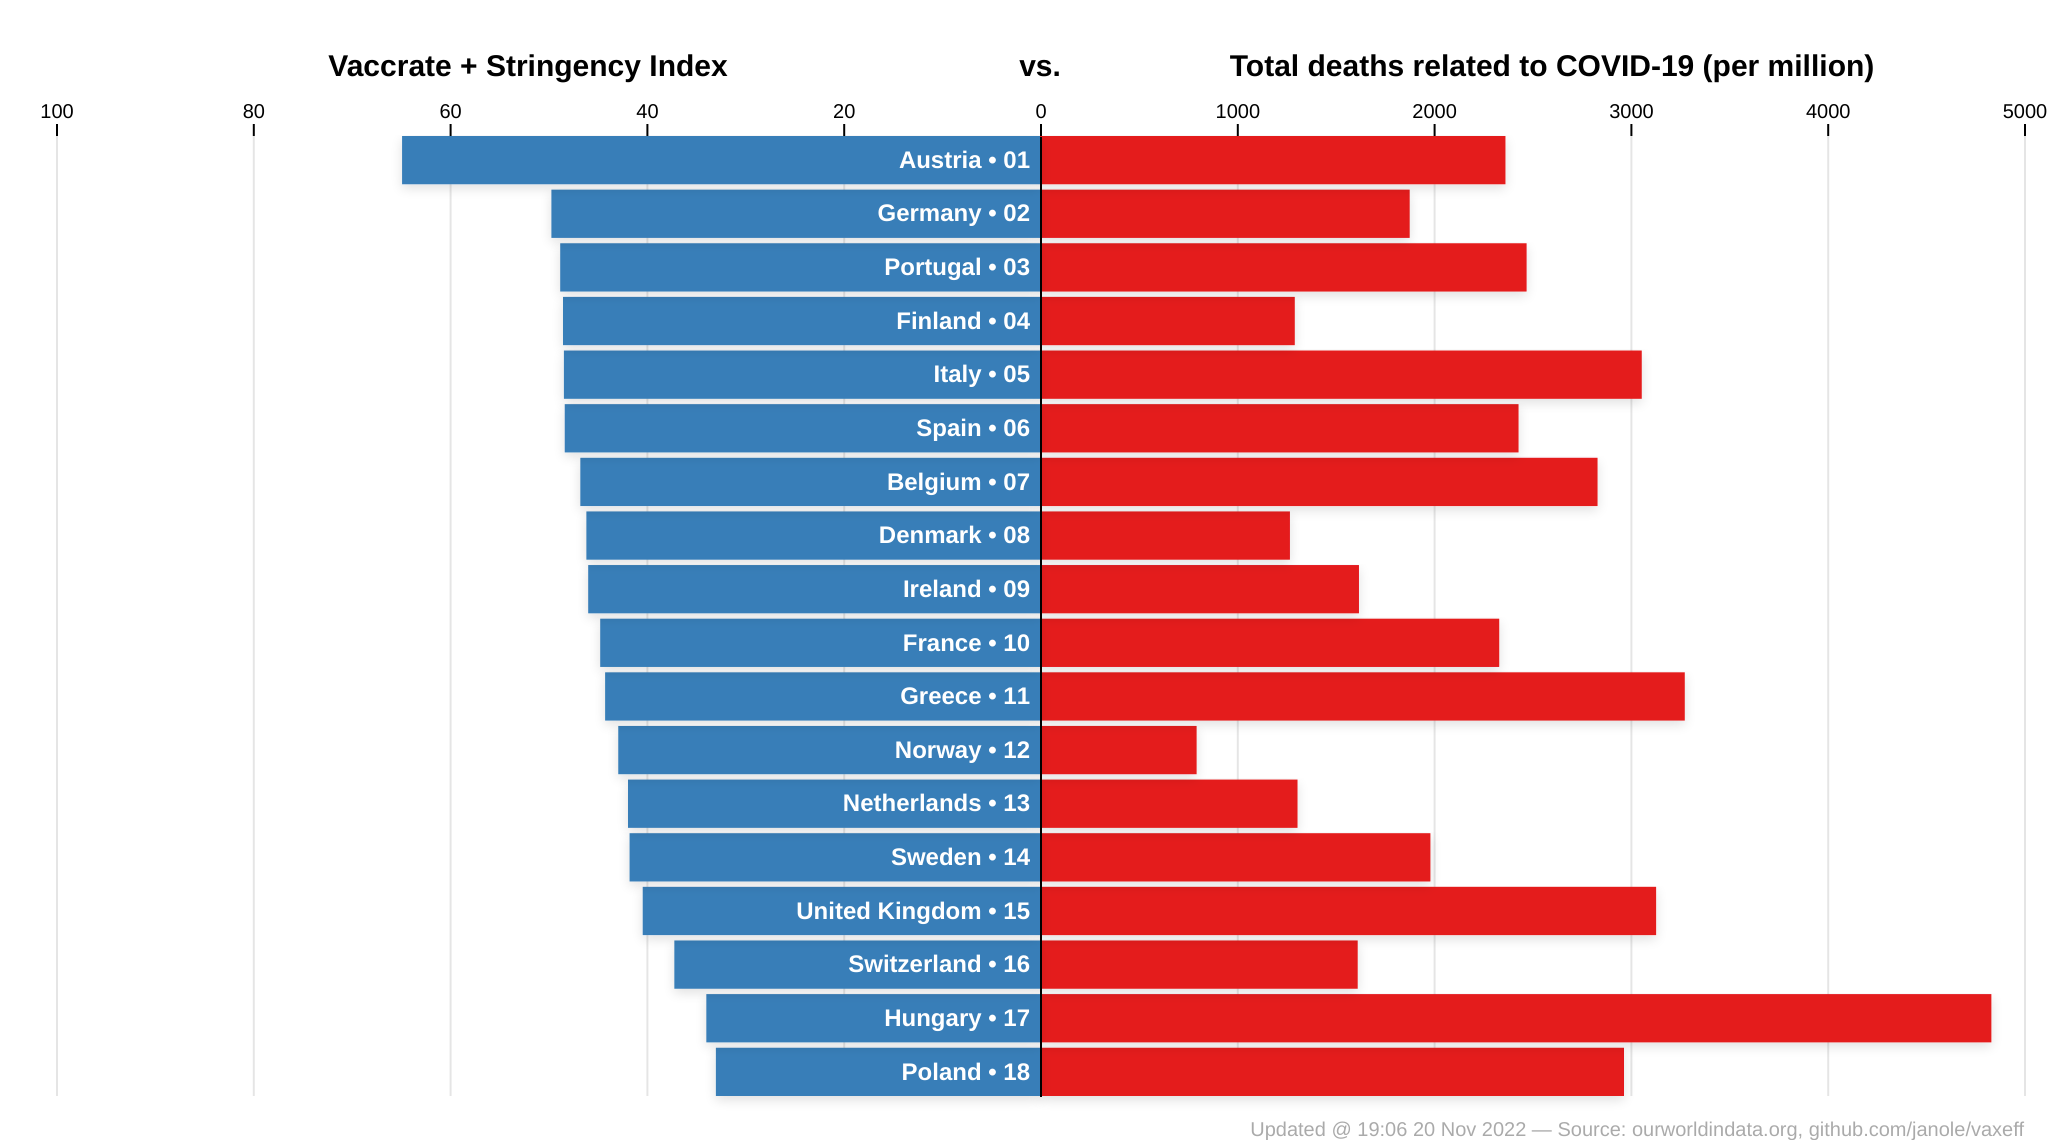 Vaccrate + Stringency Index vs. Total deaths related to COVID-19 (per million)
100 80 60 40 20 0 1000 2000 3000 4000 5000
Austria • 01
Germany • 02
Portugal • 03
Finland • 04
Italy • 05
Spain • 06
Belgium • 07
Denmark • 08
Ireland • 09
France • 10
Greece • 11
Norway • 12
Netherlands • 13
Sweden • 14
United Kingdom • 15
Switzerland • 16
Hungary • 17
Poland • 18
Updated @ 19:06 20 Nov 2022 — Source: ourworldindata.org, github.com/janole/vaxeff